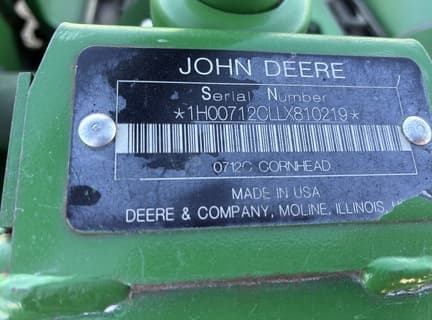 JOHN DEERE
Serial Number
*1H00712CLLX810219*
0712C CORNHEAD
MADE IN USA
DEERE & COMPANY, MOLINE, ILLINOIS,